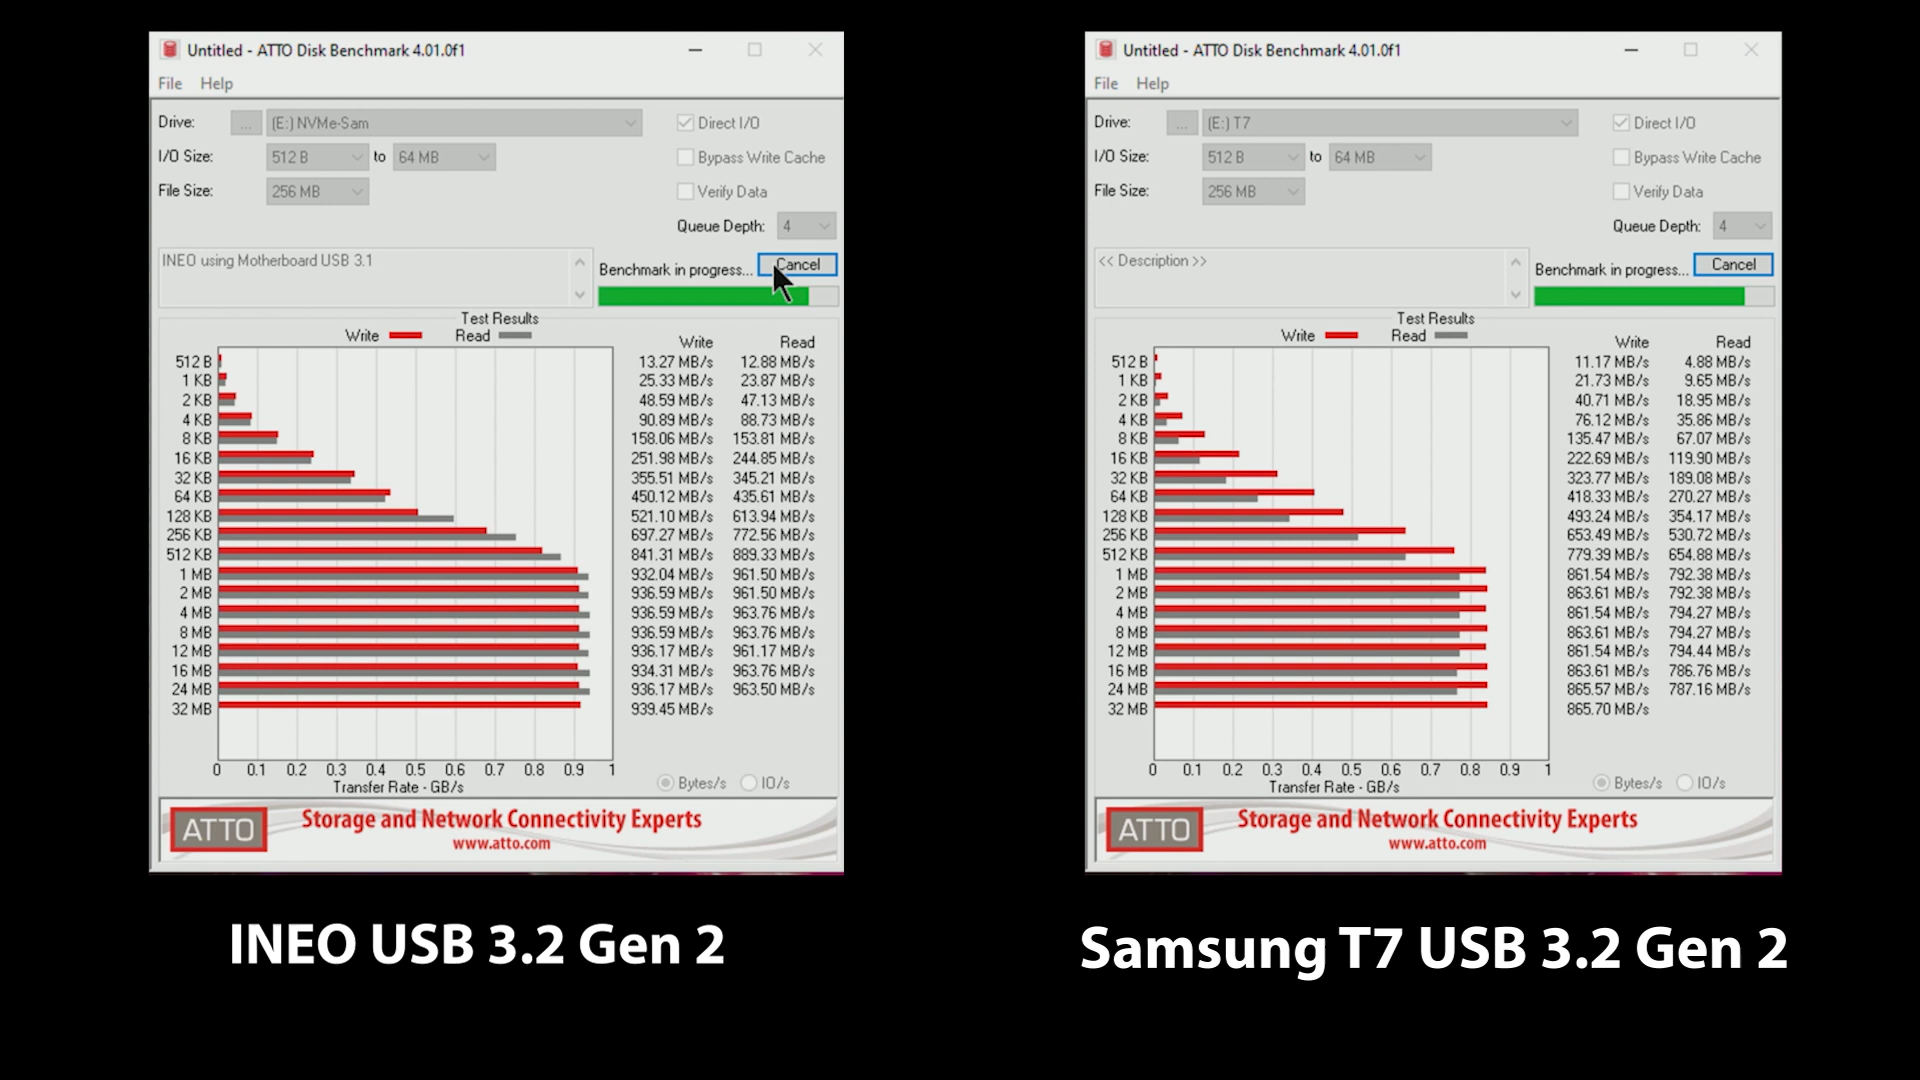 Untitled - ATTO Disk Benchmark 4.01.0f1
File Help
Drive: ... (E:) NVMe-Sam Direct I/O
I/O Size: 512 B to 64 MB Bypass Write Cache
File Size: 256 MB Verify Data
Queue Depth: 4
INEO using Motherboard USB 3.1
Benchmark in progress... Cancel
Test Results
Write Read
Write Read
512 B 13.27 MB/s 12.88 MB/s
1 KB 25.33 MB/s 23.87 MB/s
2 KB 48.59 MB/s 47.13 MB/s
4 KB 90.89 MB/s 88.73 MB/s
8 KB 158.06 MB/s 153.81 MB/s
16 KB 251.98 MB/s 244.85 MB/s
32 KB 355.51 MB/s 345.21 MB/s
64 KB 450.12 MB/s 435.61 MB/s
128 KB 521.10 MB/s 613.94 MB/s
256 KB 697.27 MB/s 772.56 MB/s
512 KB 841.31 MB/s 889.33 MB/s
1 MB 932.04 MB/s 961.50 MB/s
2 MB 936.59 MB/s 961.50 MB/s
4 MB 936.59 MB/s 963.76 MB/s
8 MB 936.59 MB/s 963.76 MB/s
12 MB 936.17 MB/s 961.17 MB/s
16 MB 934.31 MB/s 963.76 MB/s
24 MB 936.17 MB/s 963.50 MB/s
32 MB 939.45 MB/s
0 0.1 0.2 0.3 0.4 0.5 0.6 0.7 0.8 0.9 1
Transfer Rate - GB/s
Bytes/s IO/s
ATTO
Storage and Network Connectivity Experts
www.atto.com
INEO USB 3.2 Gen 2
Untitled - ATTO Disk Benchmark 4.01.0f1
File Help
Drive: ... (E:) T7 Direct I/O
I/O Size: 512 B to 64 MB Bypass Write Cache
File Size: 256 MB Verify Data
Queue Depth: 4
<< Description >>
Benchmark in progress... Cancel
Test Results
Write Read
Write Read
512 B 11.17 MB/s 4.88 MB/s
1 KB 21.73 MB/s 9.65 MB/s
2 KB 40.71 MB/s 18.95 MB/s
4 KB 76.12 MB/s 35.86 MB/s
8 KB 135.47 MB/s 67.07 MB/s
16 KB 222.69 MB/s 119.90 MB/s
32 KB 323.77 MB/s 189.08 MB/s
64 KB 418.33 MB/s 270.27 MB/s
128 KB 493.24 MB/s 354.17 MB/s
256 KB 653.49 MB/s 530.72 MB/s
512 KB 779.39 MB/s 654.88 MB/s
1 MB 861.54 MB/s 792.38 MB/s
2 MB 863.61 MB/s 792.38 MB/s
4 MB 861.54 MB/s 794.27 MB/s
8 MB 863.61 MB/s 794.27 MB/s
12 MB 861.54 MB/s 794.44 MB/s
16 MB 863.61 MB/s 786.76 MB/s
24 MB 865.57 MB/s 787.16 MB/s
32 MB 865.70 MB/s
0 0.1 0.2 0.3 0.4 0.5 0.6 0.7 0.8 0.9 1
Transfer Rate - GB/s
Bytes/s IO/s
ATTO
Storage and Network Connectivity Experts
www.atto.com
Samsung T7 USB 3.2 Gen 2